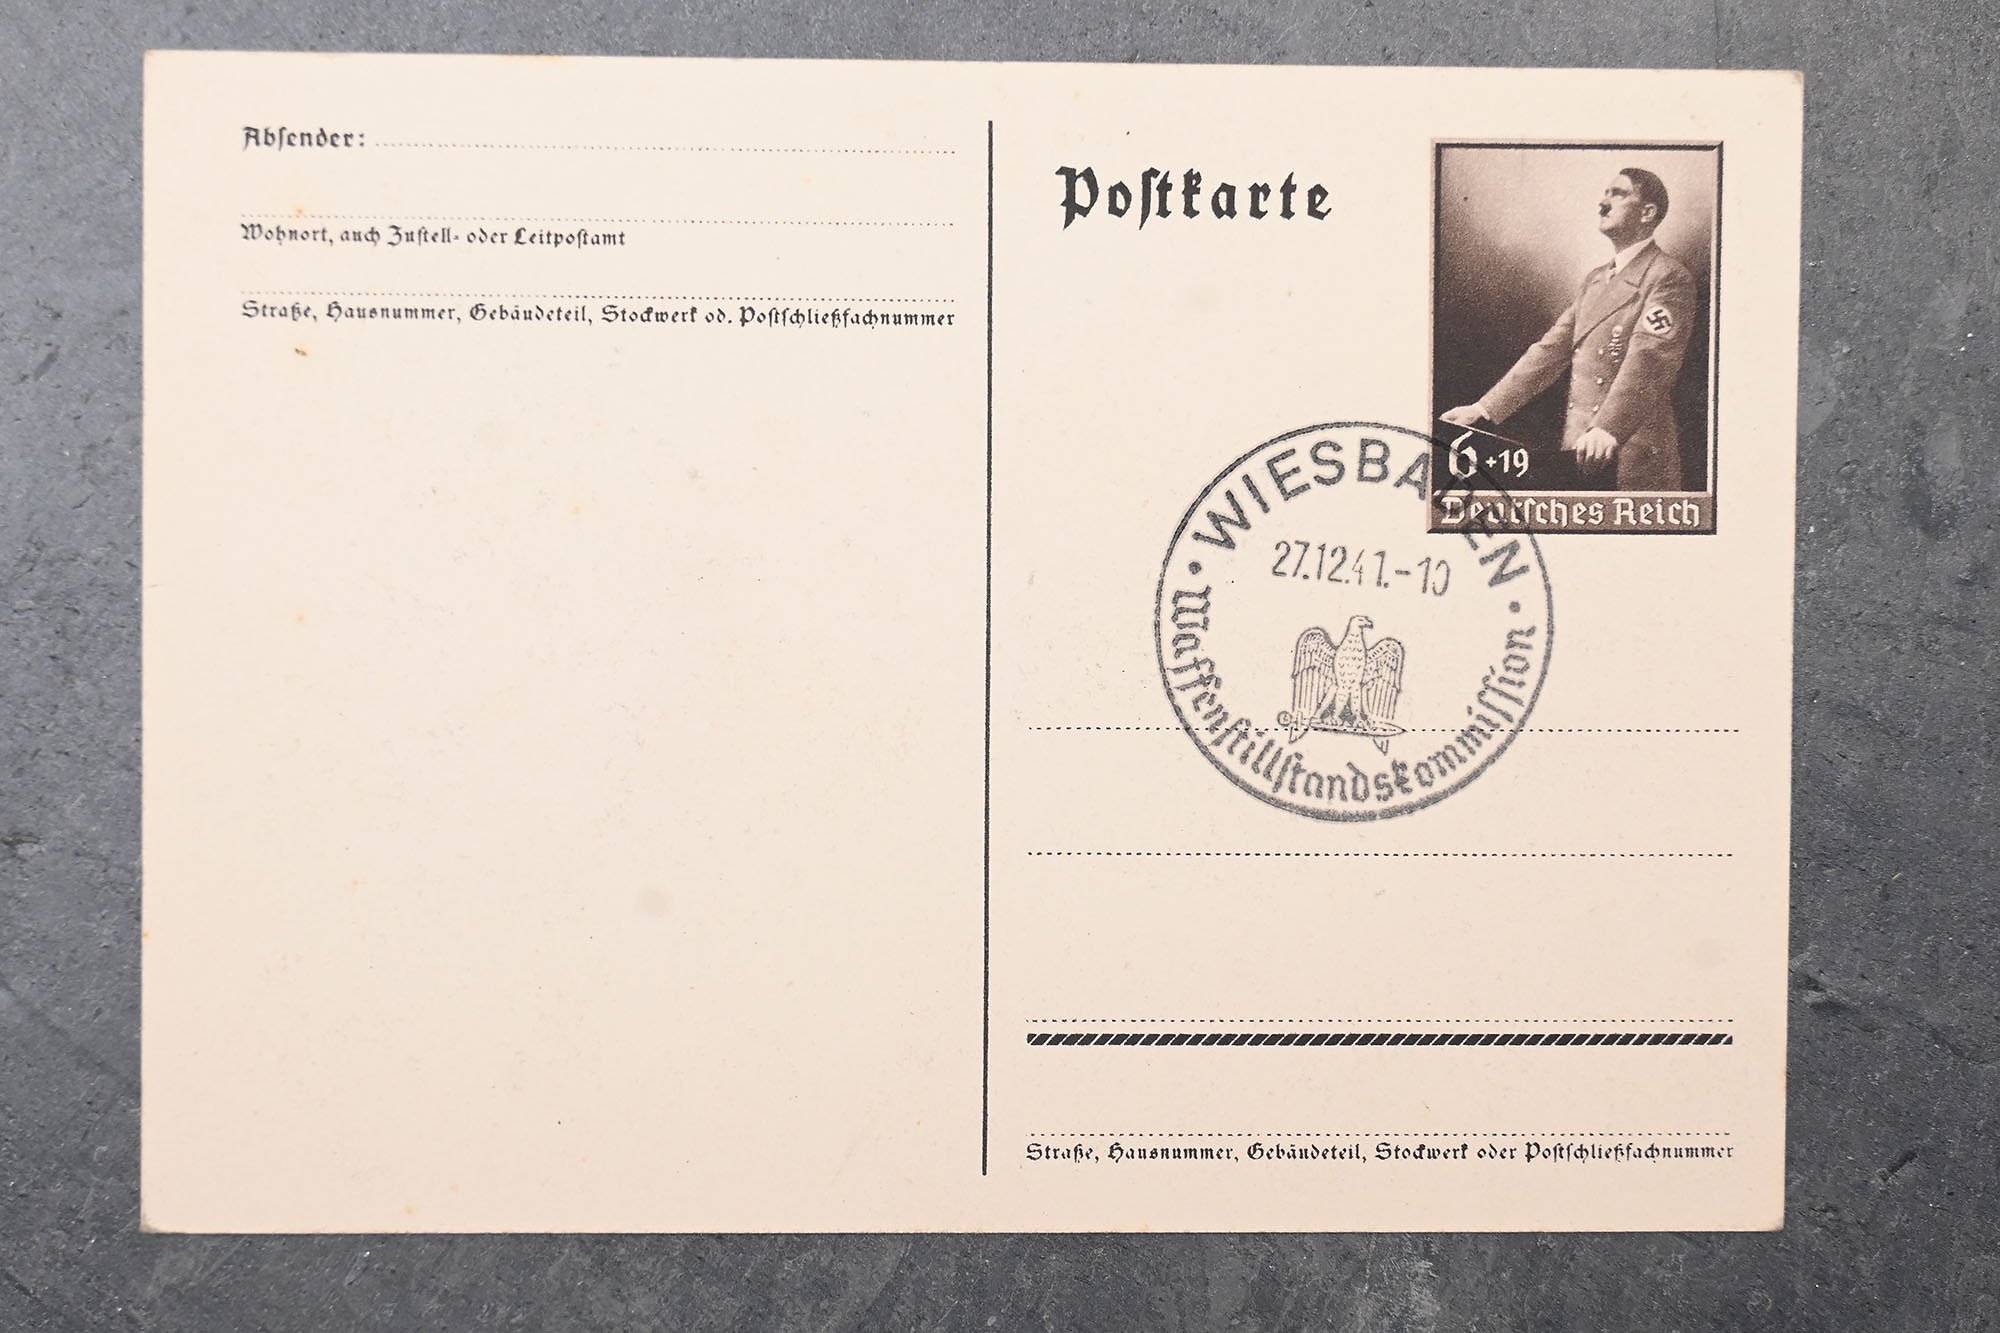 Absender:
Wohnort, auch Zustell- oder Leitpostamt
Straße, Hausnummer, Gebäudeteil, Stockwerk od. Postschließfachnummer
Postkarte
6+19
Deutsches Reich
WIESBADEN
27.12.41.-10
Waffenstillstandskommission
Straße, Hausnummer, Gebäudeteil, Stockwerk oder Postschließfachnummer